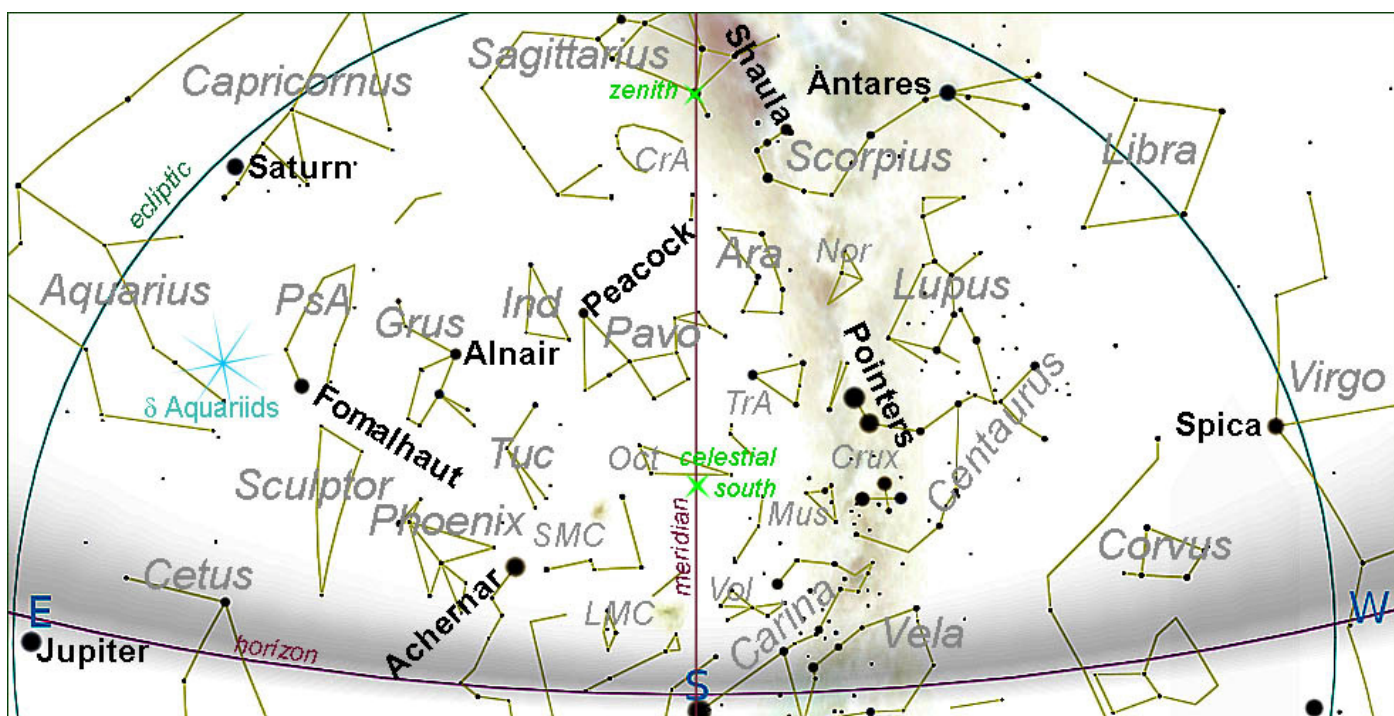 Sagittarius
Shaula
Capricornus
zenith
Antares
Libra
Saturn
CrA
Scorpius
ecliptic
Peacock
Ara
Nor
Aquarius
PsA
Grus
Ind
Pavo
Lupus
Alnair
Pointers
Virgo
δ Aquariids
Fomalhaut
TrA
Centaurus
Spica
Sculptor
Tuc
Oct
celestial
south
Crux
Phoenix
SMC
meridian
Mus
Corvus
Cetus
Achernar
LMC
Vol
Carina
Vela
E
W
Jupiter
horizon
S